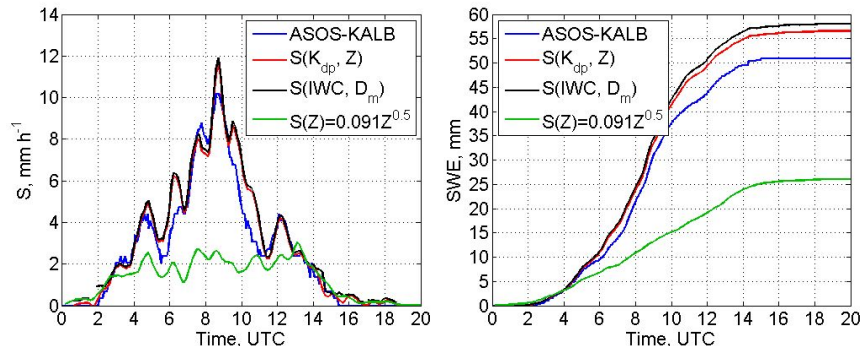 14
12
10
8
6
4
2
0
S, mm h⁻¹
0 2 4 6 8 10 12 14 16 18 20
Time, UTC
ASOS-KALB
S(K_dp, Z)
S(IWC, D_m)
S(Z)=0.091Z^0.5
60
55
50
45
40
35
30
25
20
15
10
5
0
SWE, mm
0 2 4 6 8 10 12 14 16 18 20
Time, UTC
ASOS-KALB
S(K_dp, Z)
S(IWC, D_m)
S(Z)=0.091Z^0.5